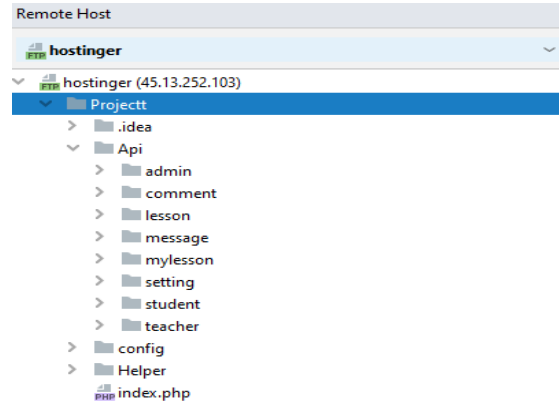 Remote Host
FTP hostinger
FTP hostinger (45.13.252.103)
Projectt
.idea
Api
admin
comment
lesson
message
mylesson
setting
student
teacher
config
Helper
PHP index.php